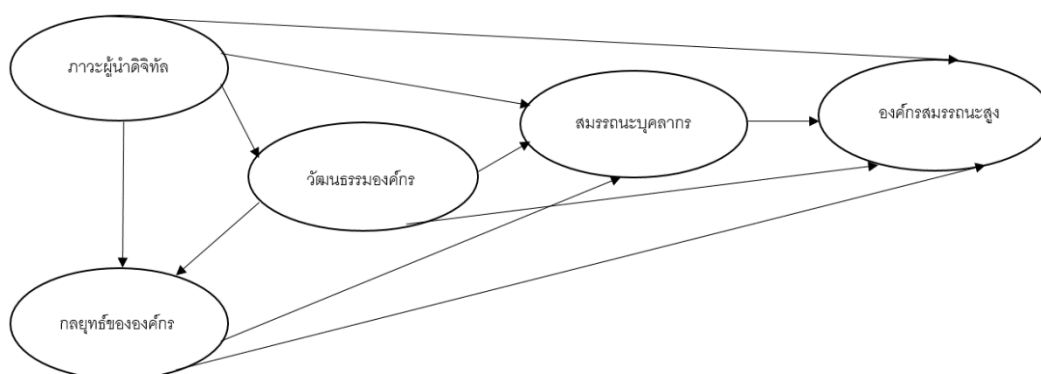 ภาวะผู้นำดิจิทัล
องค์กรสมรรถนะสูง
สมรรถนะบุคลากร
วัฒนธรรมองค์กร
กลยุทธ์ขององค์กร